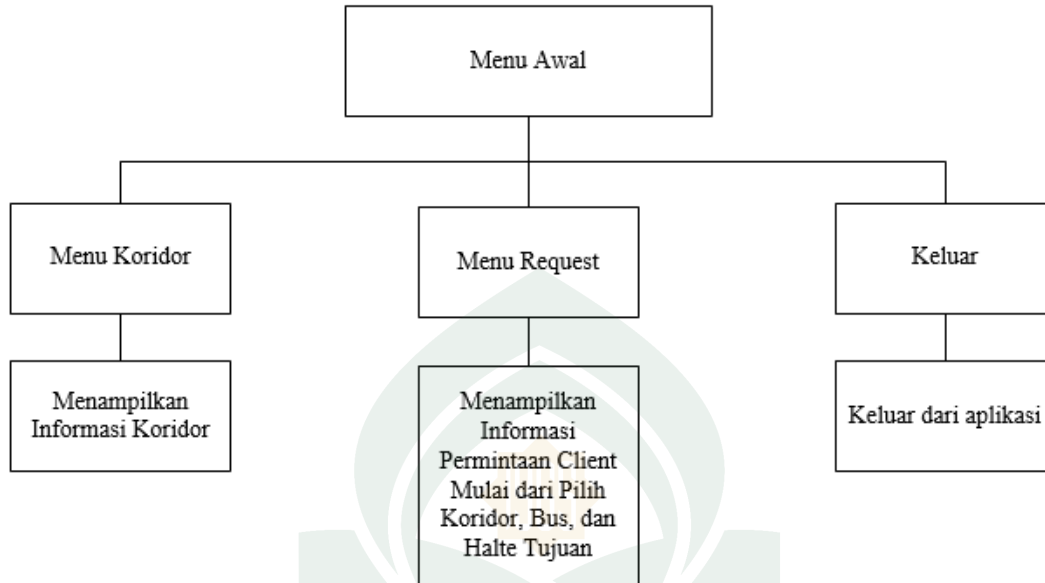 Menu Awal
Menu Koridor
Menu Request
Keluar
Menampilkan
Informasi Koridor
Menampilkan
Informasi
Permintaan Client
Mulai dari Pilih
Koridor, Bus, dan
Halte Tujuan
Keluar dari aplikasi